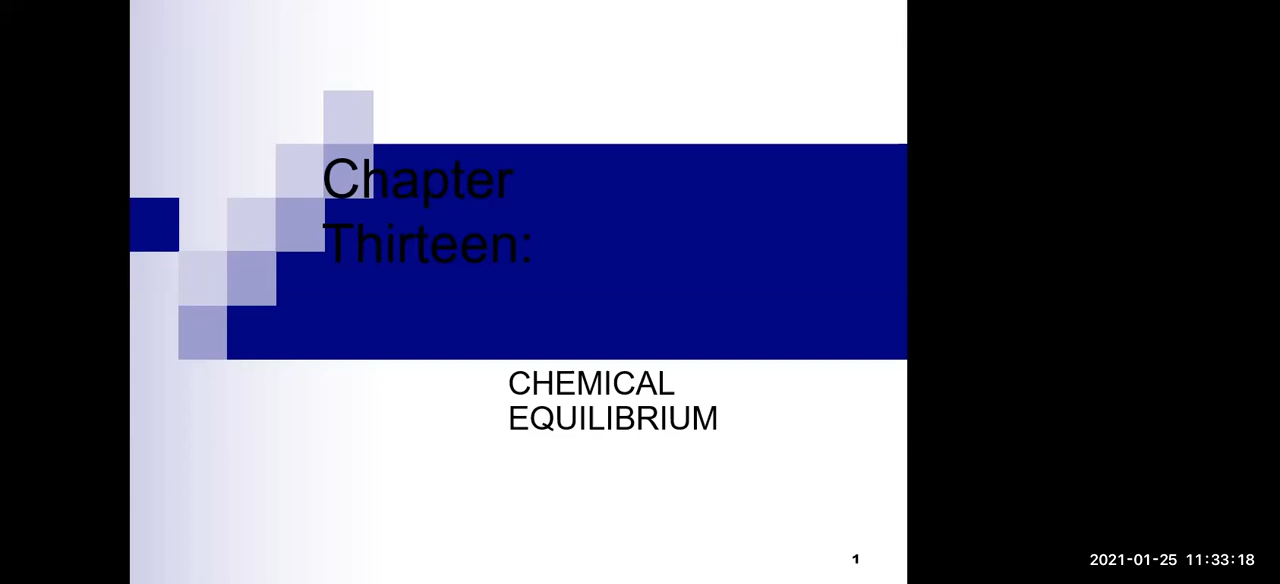 Chapter
Thirteen:
CHEMICAL
EQUILIBRIUM
1
2021-01-25 11:33:18